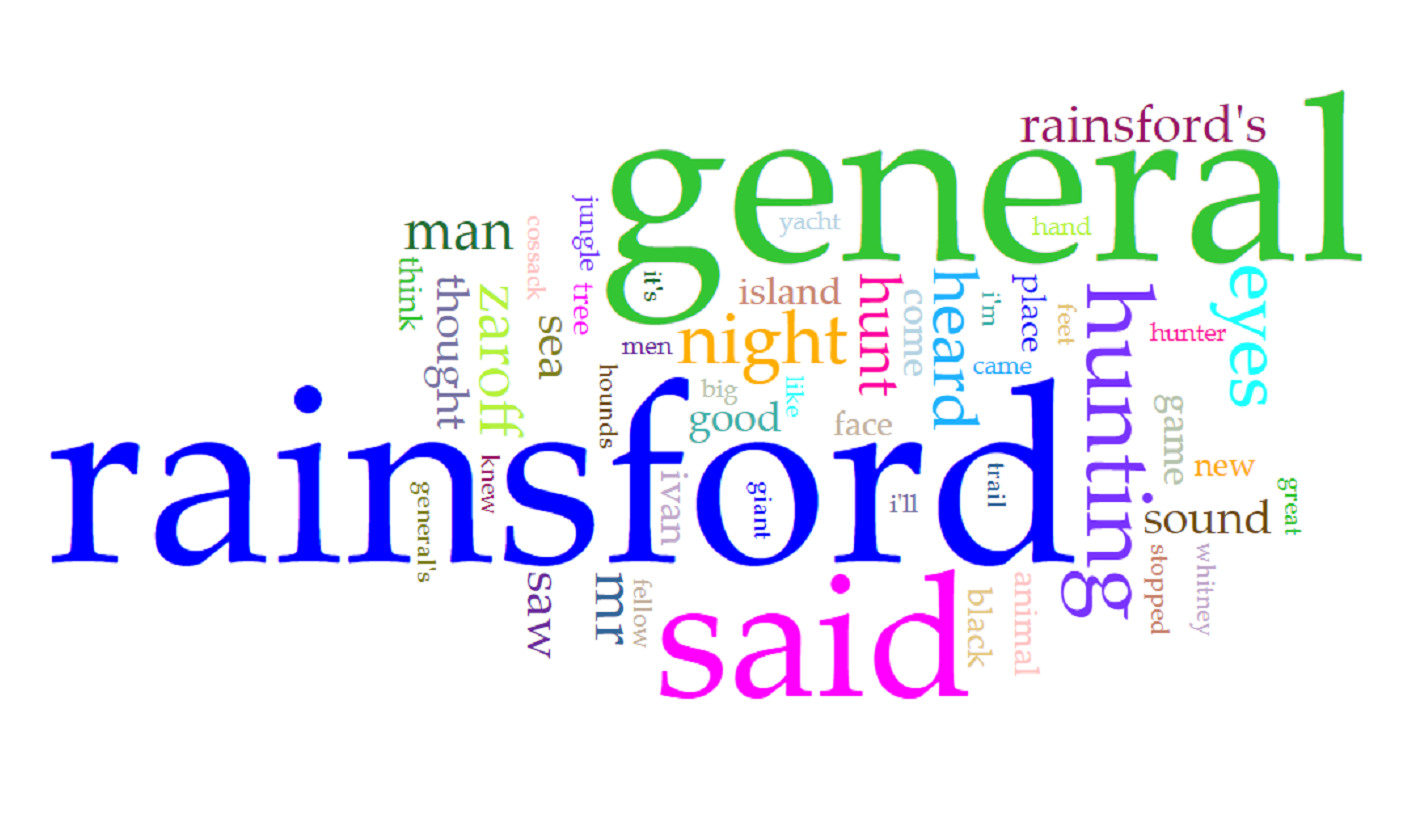 rainsford's
general
yacht
hand
man
cossack
jungle
think
thought
zaroff
sea
tree
it's
men
island
night
hunt
come
heard
i'm
place
feet
hunting
hunter
eyes
came
hounds
big
like
good
face
game
new
rainsford
knew
general's
ivan
giant
i'll
trail
sound
great
saw
mr
fellow
said
black
animal
stopped
whitney